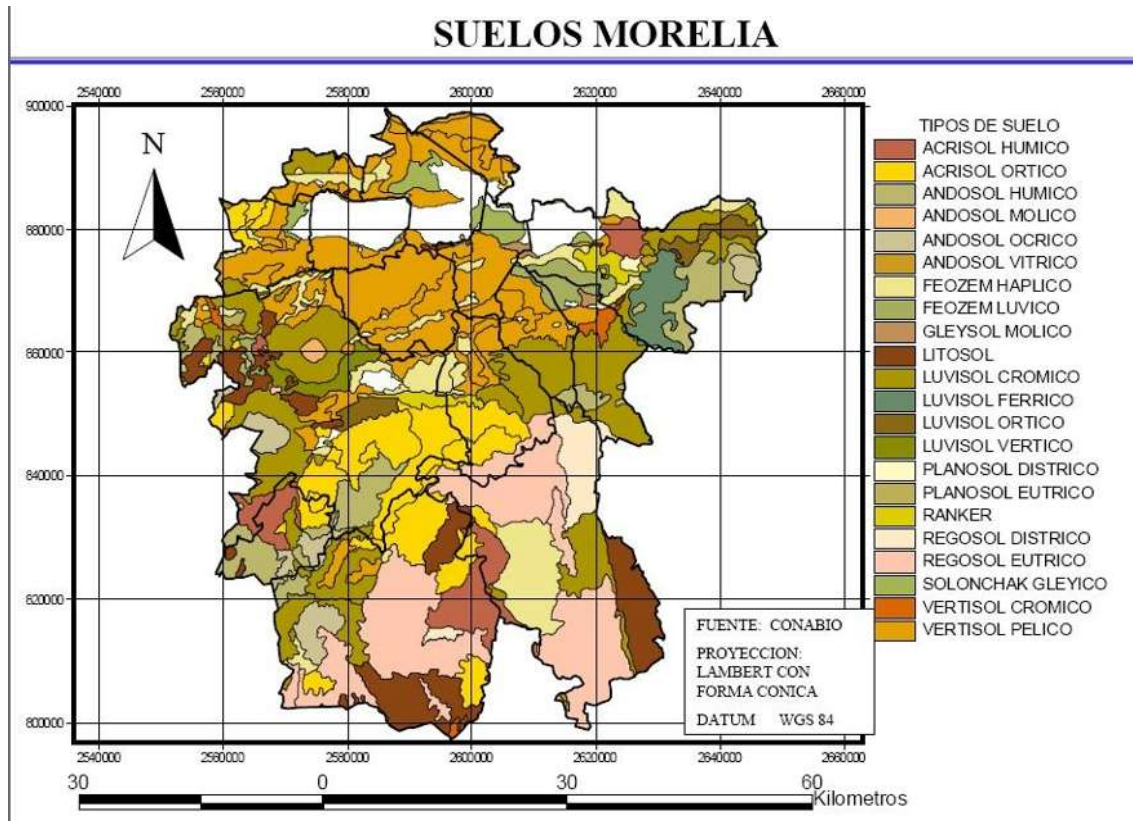 SUELOS MORELIA
2540000 2560000 2580000 2600000 2620000 2640000 2660000
900000
880000
860000
840000
820000
800000
N
TIPOS DE SUELO
ACRISOL HUMICO
ACRISOL ORTICO
ANDOSOL HUMICO
ANDOSOL MOLICO
ANDOSOL OCRICO
ANDOSOL VITRICO
FEOZEM HAPLICO
FEOZEM LUVICO
GLEYSOL MOLICO
LITOSOL
LUVISOL CROMICO
LUVISOL FERRICO
LUVISOL ORTICO
LUVISOL VERTICO
PLANOSOL DISTRICO
PLANOSOL EUTRICO
RANKER
REGOSOL DISTRICO
REGOSOL EUTRICO
SOLONCHAK GLEYICO
VERTISOL CROMICO
VERTISOL PELICO
FUENTE: CONABIO
PROYECCION:
LAMBERT CON
FORMA CONICA
DATUM WGS 84
2540000 2560000 2580000 2600000 2620000 2640000 2660000
30 0 30 60 Kilometros